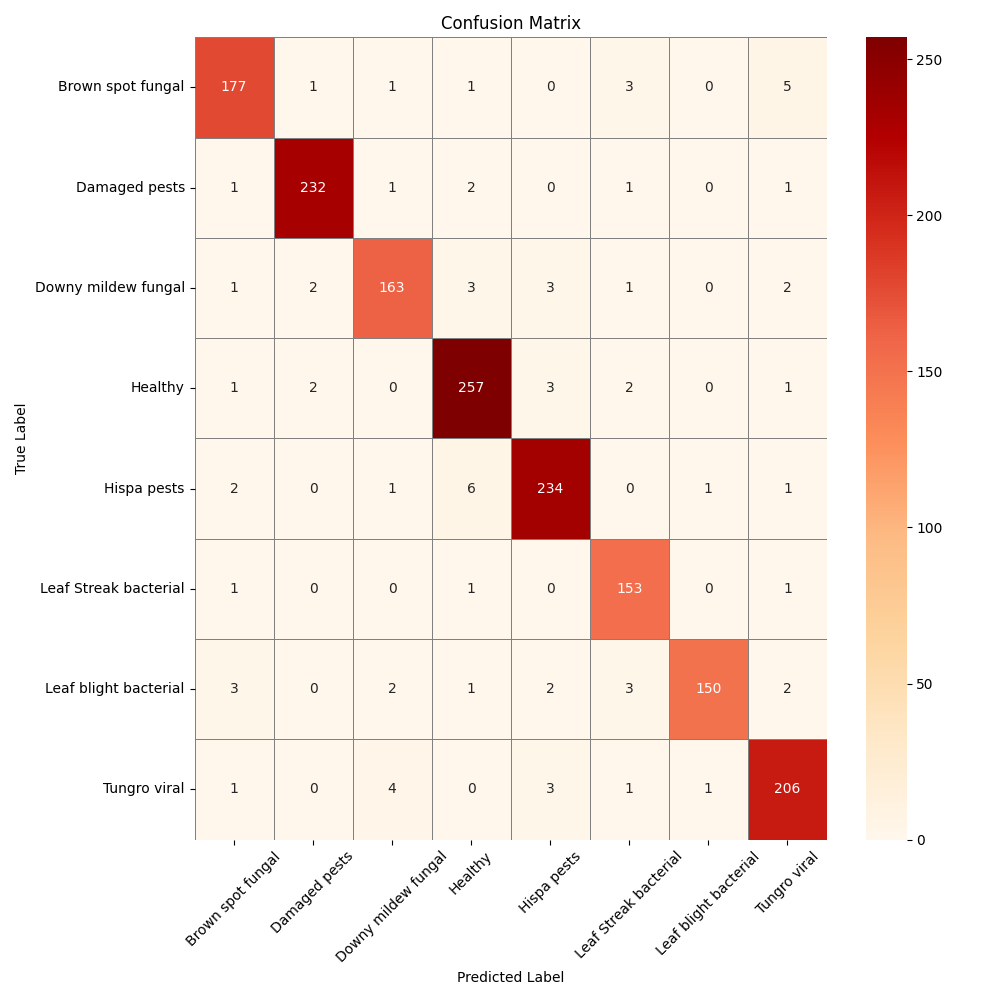 Confusion Matrix
Brown spot fungal 177 1 1 1 0 3 0 5
Damaged pests 1 232 1 2 0 1 0 1
Downy mildew fungal 1 2 163 3 3 1 0 2
Healthy 1 2 0 257 3 2 0 1
Hispa pests 2 0 1 6 234 0 1 1
Leaf Streak bacterial 1 0 0 1 0 153 0 1
Leaf blight bacterial 3 0 2 1 2 3 150 2
Tungro viral 1 0 4 0 3 1 1 206
True Label
Brown spot fungal Damaged pests Downy mildew fungal Healthy Hispa pests Leaf Streak bacterial Leaf blight bacterial Tungro viral
Predicted Label
250
200
150
100
50
0